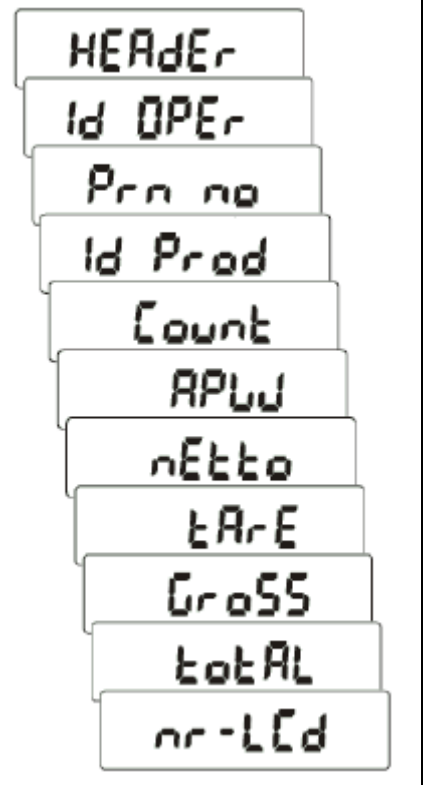 HEAdEr
Id OPEr
Prn no
Id Prod
Count
APW
nEtto
tArE
GroSS
totAL
nr-LCd